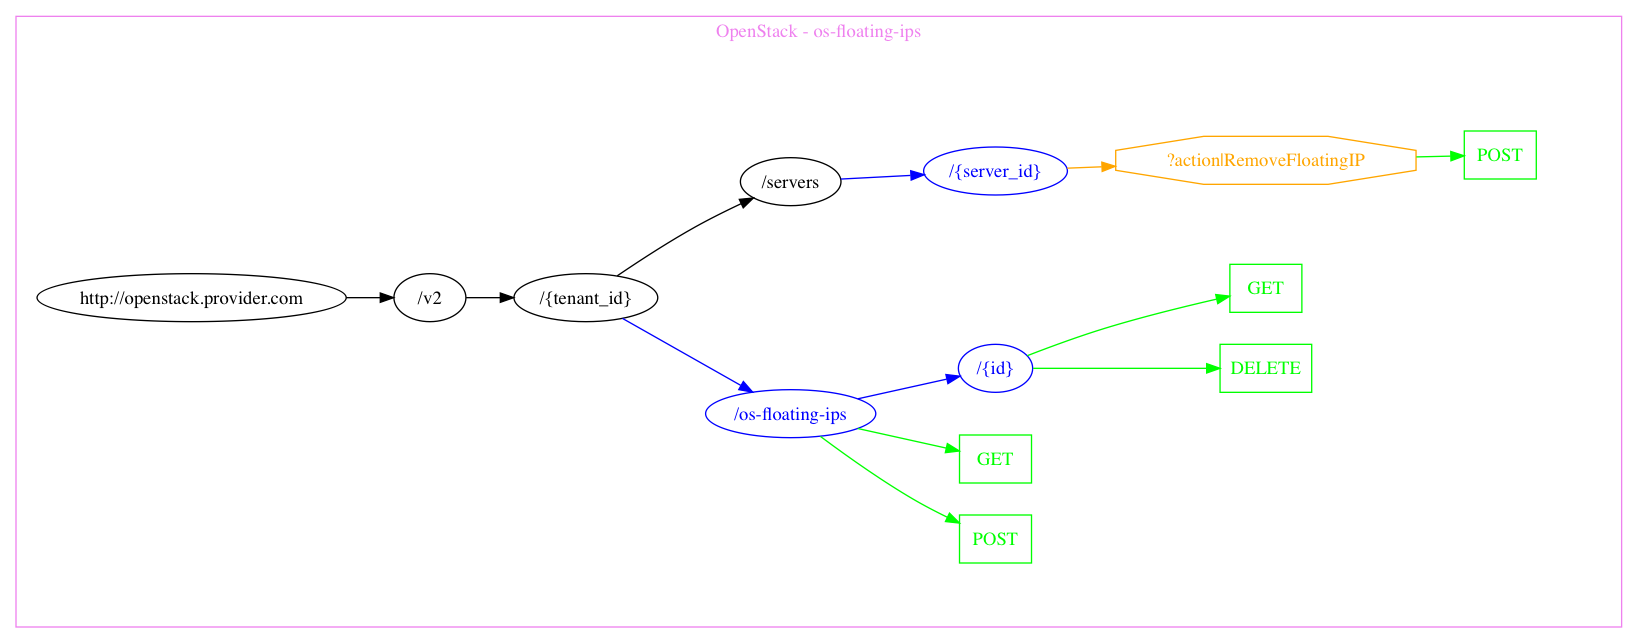 OpenStack - os-floating-ips
http://openstack.provider.com
/v2
/{tenant_id}
/servers
/{server_id}
?action|RemoveFloatingIP
POST
/os-floating-ips
/{id}
GET
DELETE
GET
POST